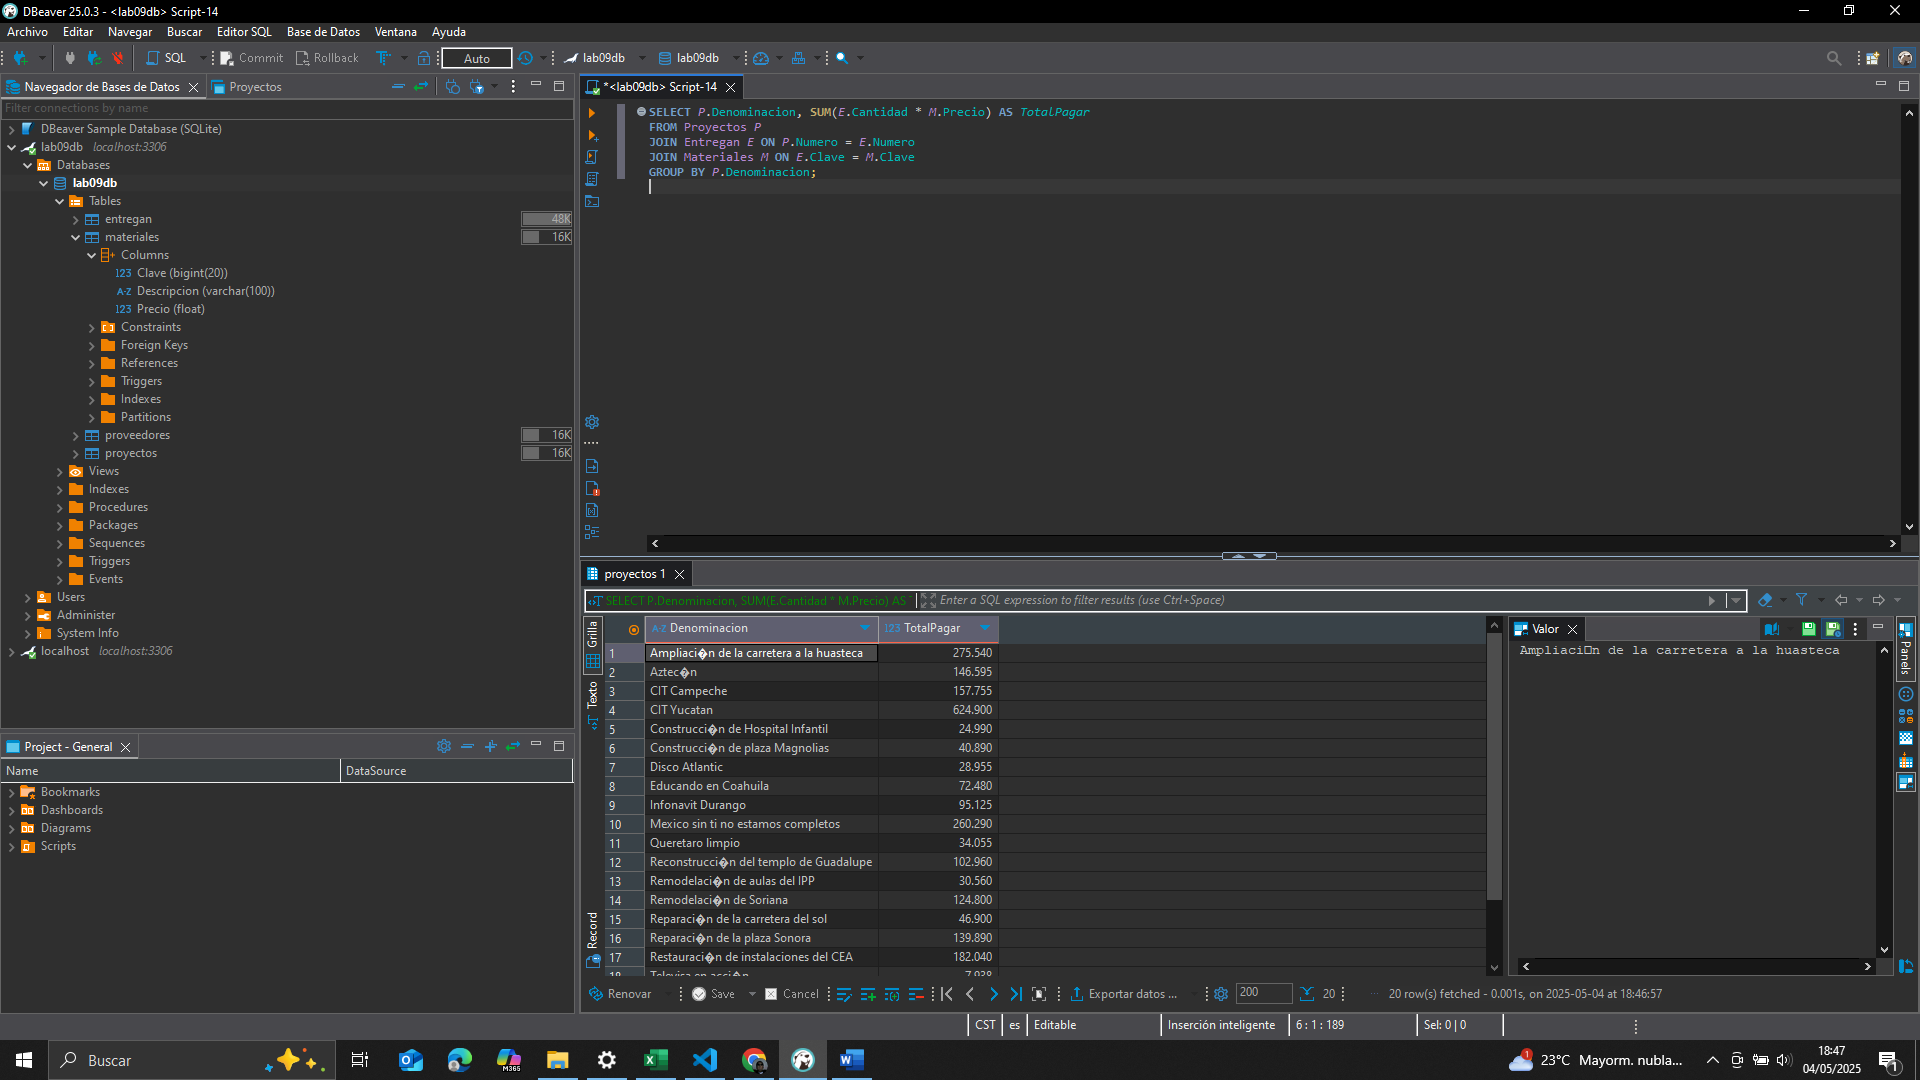 DBeaver 25.0.3 - <lab09db> Script-14
Archivo Editar Navegar Buscar Editor SQL Base de Datos Ventana Ayuda
SQL Commit Rollback Auto lab09db lab09db
Navegador de Bases de Datos Proyectos
Filter connections by name
DBeaver Sample Database (SQLite)
lab09db localhost:3306
Databases
lab09db
Tables
entregan 48K
materiales 16K
Columns
123 Clave (bigint(20))
A-Z Descripcion (varchar(100))
123 Precio (float)
Constraints
Foreign Keys
References
Triggers
Indexes
Partitions
proveedores 16K
proyectos 16K
Views
Indexes
Procedures
Packages
Sequences
Triggers
Events
Users
Administer
System Info
localhost localhost:3306
Project - General
Name DataSource
Bookmarks
Dashboards
Diagrams
Scripts
*<lab09db> Script-14
SELECT P.Denominacion, SUM(E.Cantidad * M.Precio) AS TotalPagar
FROM Proyectos P
JOIN Entregan E ON P.Numero = E.Numero
JOIN Materiales M ON E.Clave = M.Clave
GROUP BY P.Denominacion;
proyectos 1
SELECT P.Denominacion, SUM(E.Cantidad * M.Precio) AS Enter a SQL expression to filter results (use Ctrl+Space)
Grilla
Texto
Record
A-Z Denominacion 123 TotalPagar
1 Ampliaci�n de la carretera a la huasteca 275.540
2 Aztec�n 146.595
3 CIT Campeche 157.755
4 CIT Yucatan 624.900
5 Construcci�n de Hospital Infantil 24.990
6 Construcci�n de plaza Magnolias 40.890
7 Disco Atlantic 28.955
8 Educando en Coahuila 72.480
9 Infonavit Durango 95.125
10 Mexico sin ti no estamos completos 260.290
11 Queretaro limpio 34.055
12 Reconstrucci�n del templo de Guadalupe 102.960
13 Remodelaci�n de aulas del IPP 30.560
14 Remodelaci�n de Soriana 124.800
15 Reparaci�n de la carretera del sol 46.900
16 Reparaci�n de la plaza Sonora 139.890
17 Restauraci�n de instalaciones del CEA 182.040
18 Televisa en acci�n 7.938
Valor
Ampliaci□n de la carretera a la huasteca
Panels
Renovar Save Cancel Exportar datos ... 200 20 20 row(s) fetched - 0.001s, on 2025-05-04 at 18:46:57
CST es Editable Inserción inteligente 6 : 1 : 189 Sel: 0 | 0
Buscar
M365
1 23°C Mayorm. nubla...
18:47
04/05/2025
1